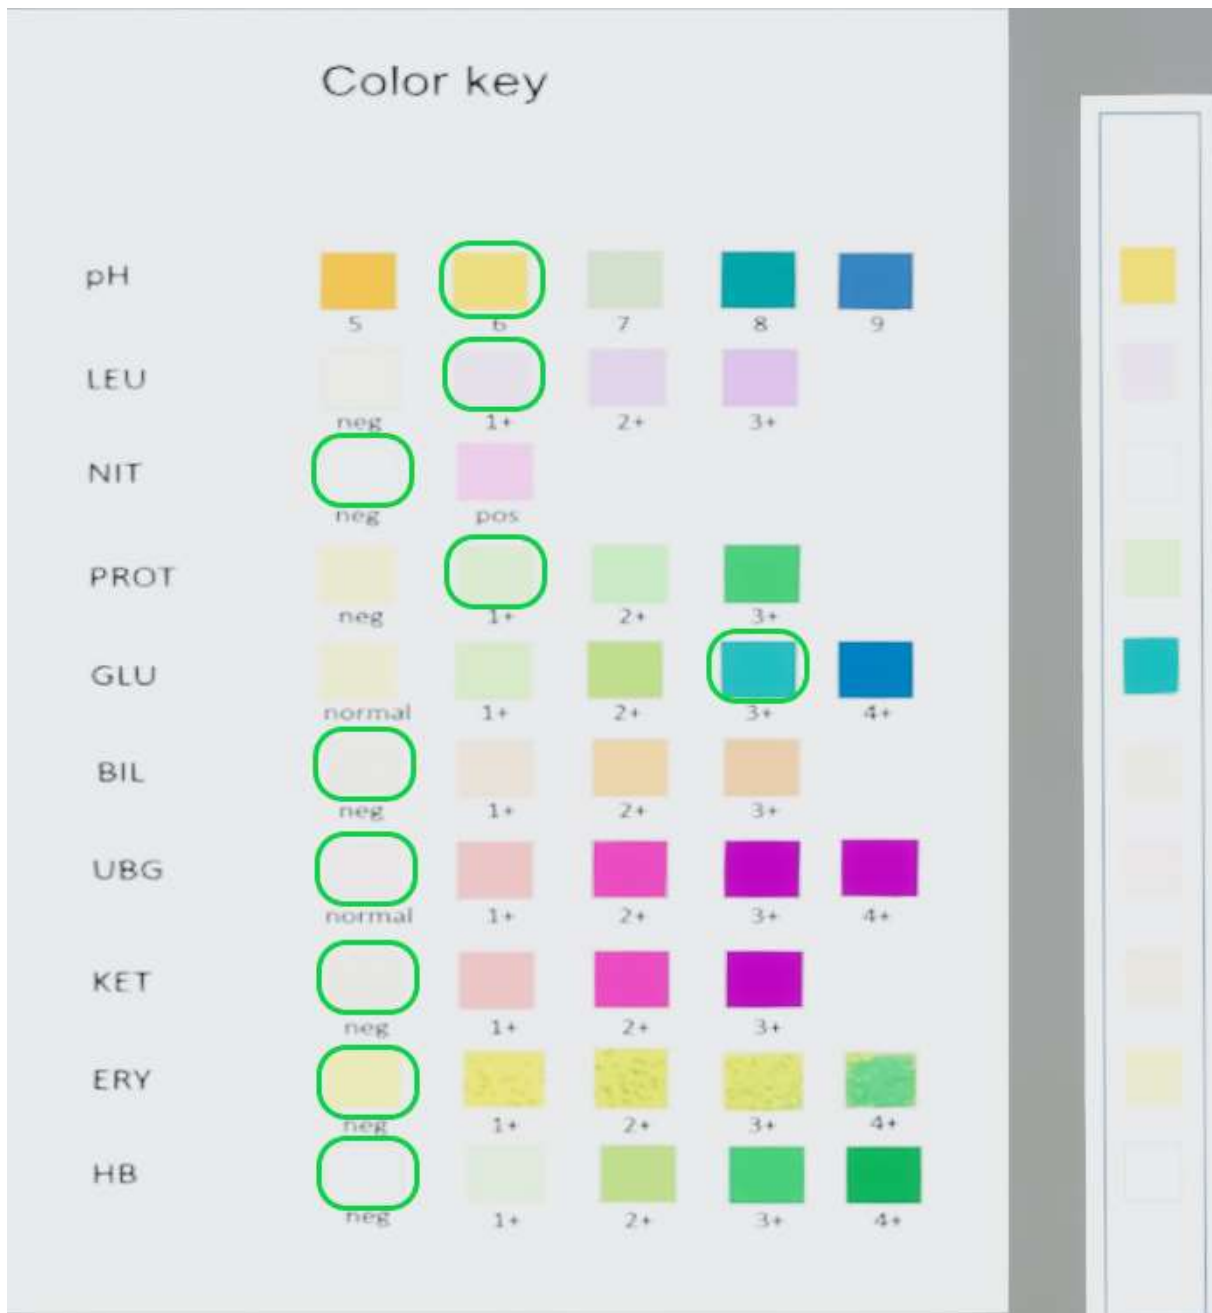 Color key
pH
5 6 7 8 9
LEU
neg 1+ 2+ 3+
NIT
neg pos
PROT
neg 1+ 2+ 3+
GLU
normal 1+ 2+ 3+ 4+
BIL
neg 1+ 2+ 3+
UBG
normal 1+ 2+ 3+ 4+
KET
neg 1+ 2+ 3+
ERY
neg 1+ 2+ 3+ 4+
HB
neg 1+ 2+ 3+ 4+